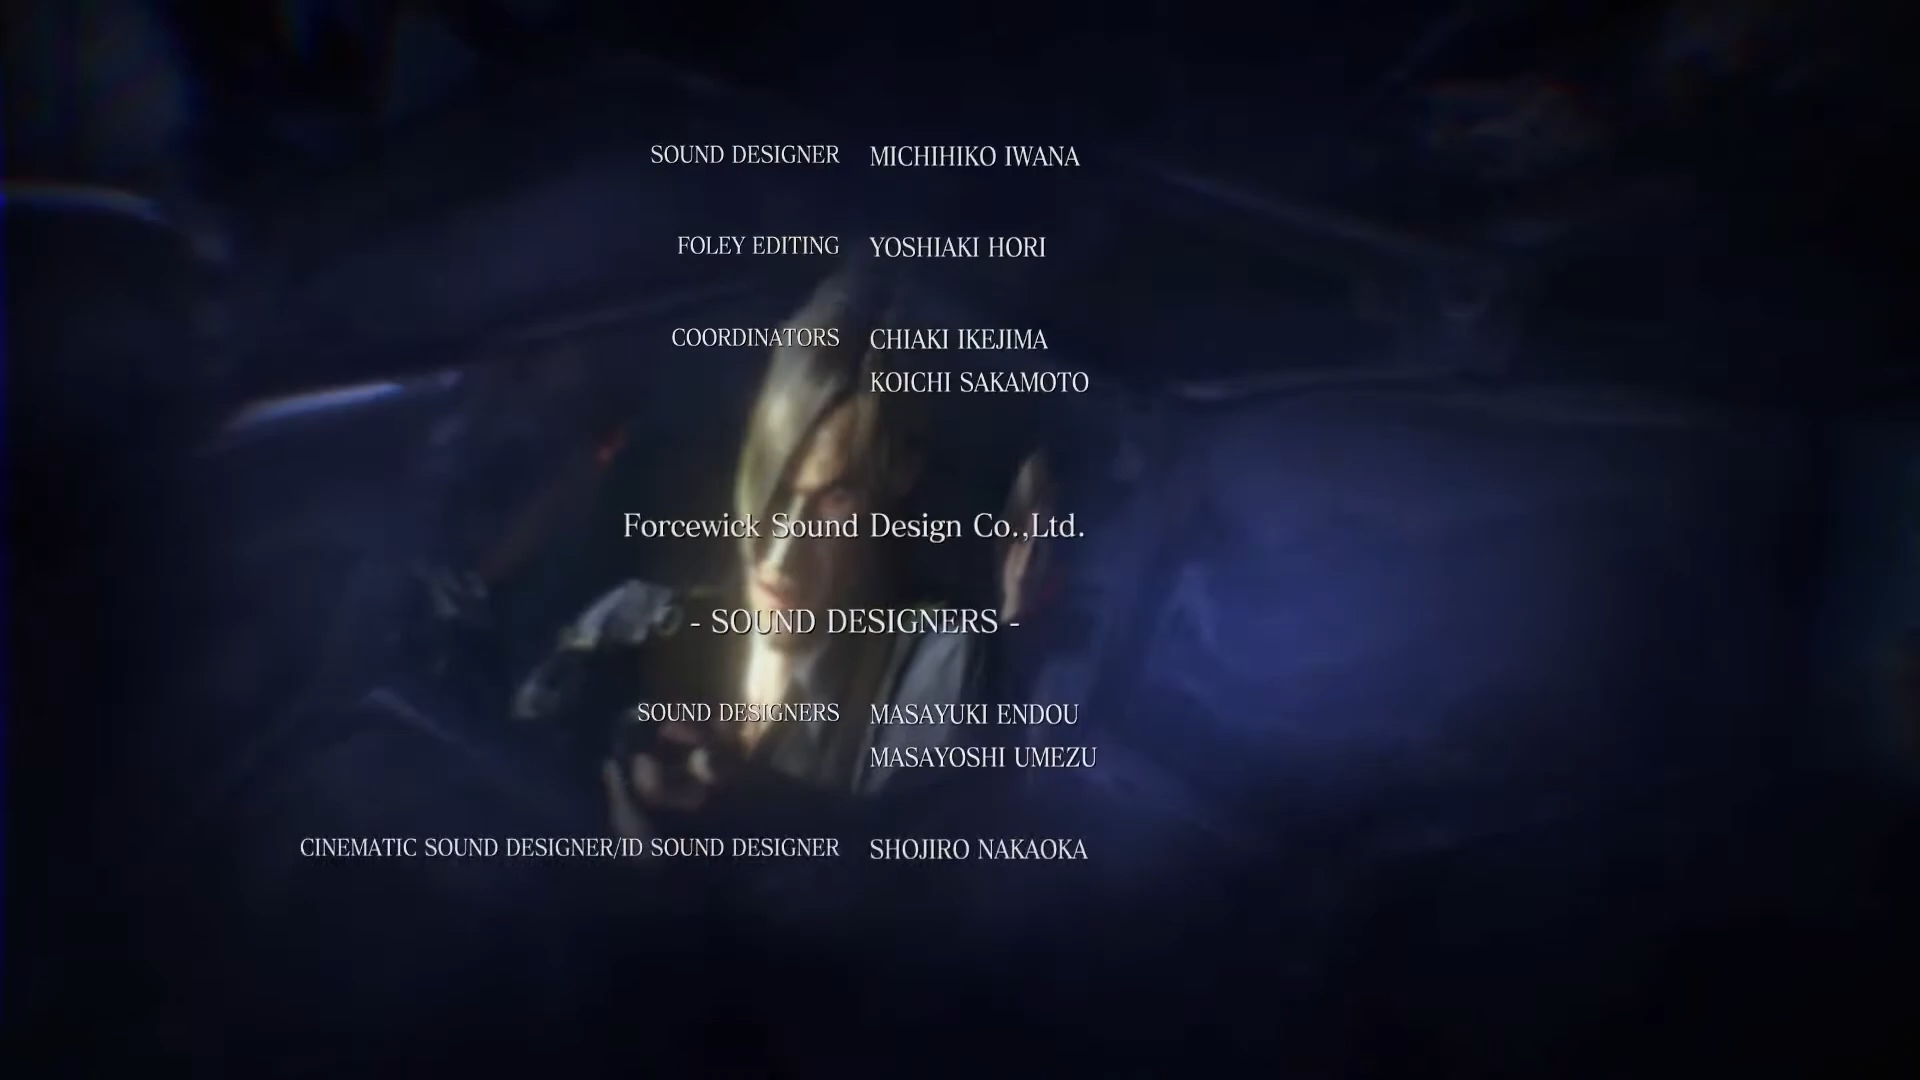 SOUND DESIGNER MICHIHIKO IWANA
FOLEY EDITING YOSHIAKI HORI
COORDINATORS CHIAKI IKEJIMA
KOICHI SAKAMOTO
Forcewick Sound Design Co.,Ltd.
- SOUND DESIGNERS -
SOUND DESIGNERS MASAYUKI ENDOU
MASAYOSHI UMEZU
CINEMATIC SOUND DESIGNER/ID SOUND DESIGNER SHOJIRO NAKAOKA